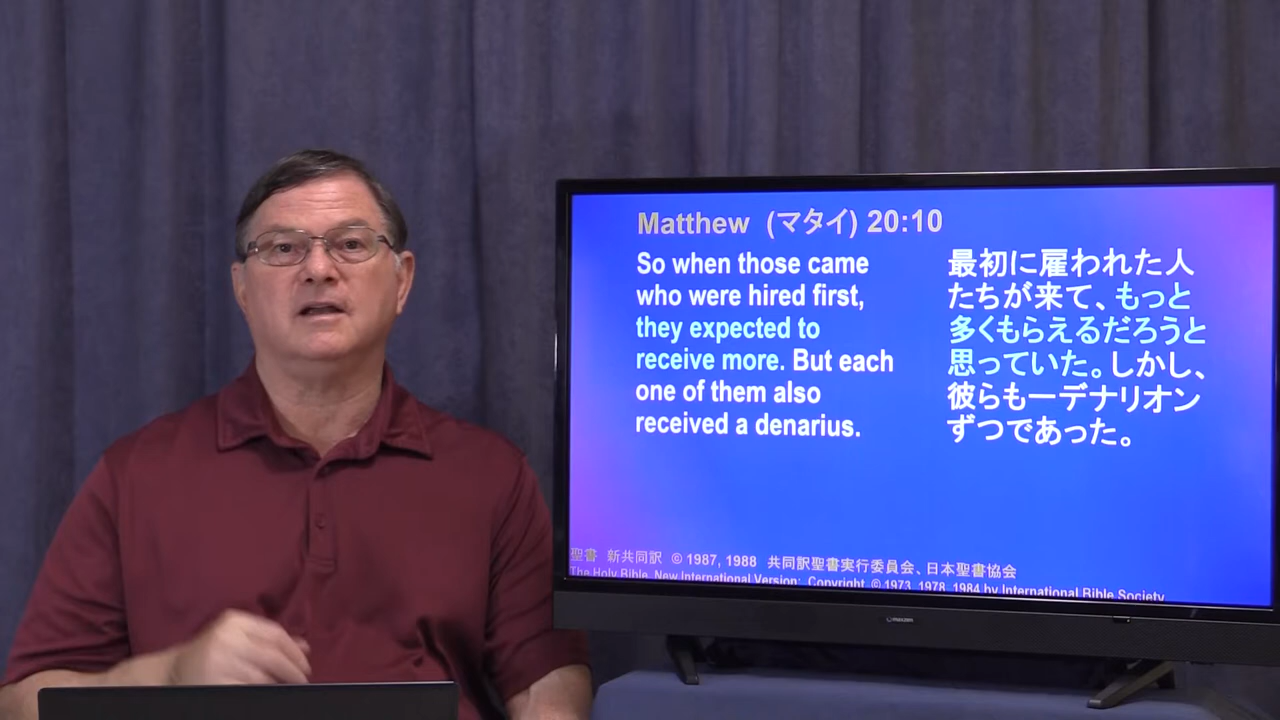 Matthew (マタイ) 20:10
So when those came
who were hired first,
they expected to
receive more. But each
one of them also
received a denarius.
最初に雇われた人
たちが来て、もっと
多くもらえるだろうと
思っていた。しかし、
彼らも一デナリオン
ずつであった。
聖書 新共同訳 © 1987, 1988 共同訳聖書実行委員会、日本聖書協会
The Holy Bible, New International Version: Copyright © 1973, 1978, 1984 by International Bible Society
maxzen